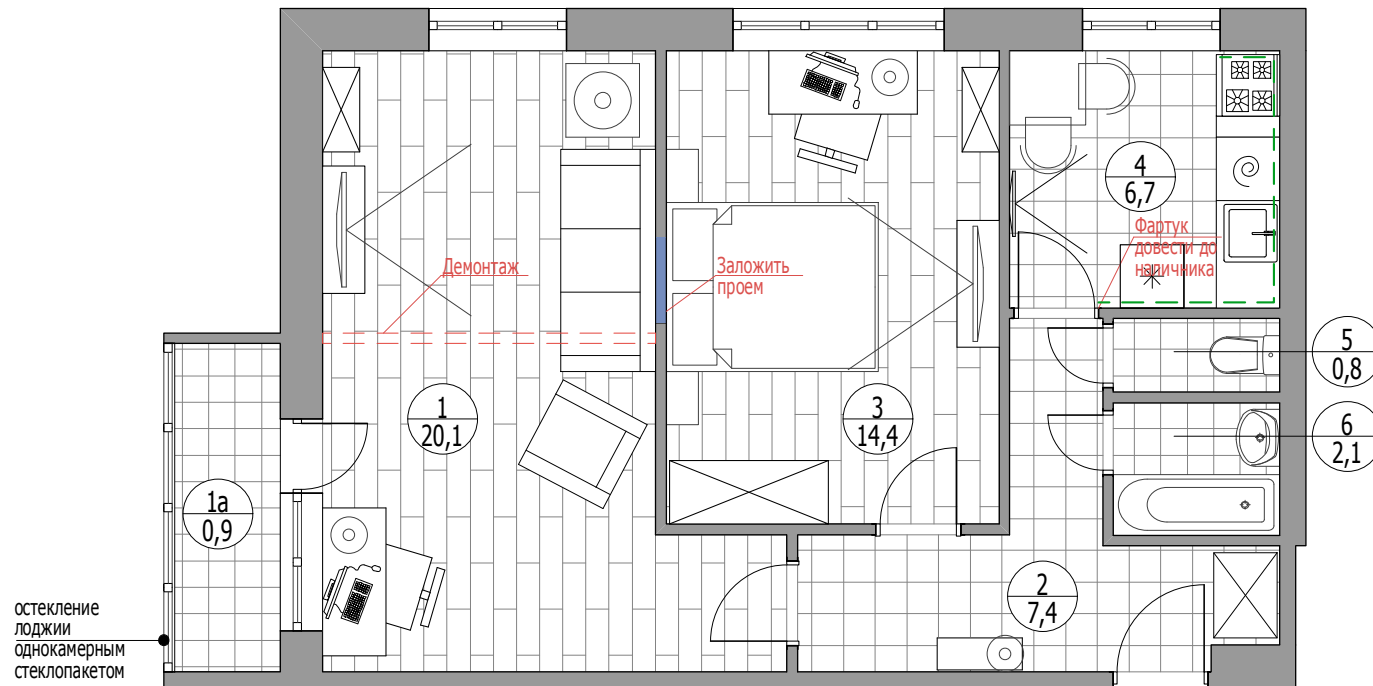 4
6,7
Фартук
довести до
наличника
Демонтаж
Заложить
проем
5
0,8
1
20,1
3
14,4
6
2,1
1а
0,9
2
7,4
остекление
лоджии
однокамерным
стеклопакетом